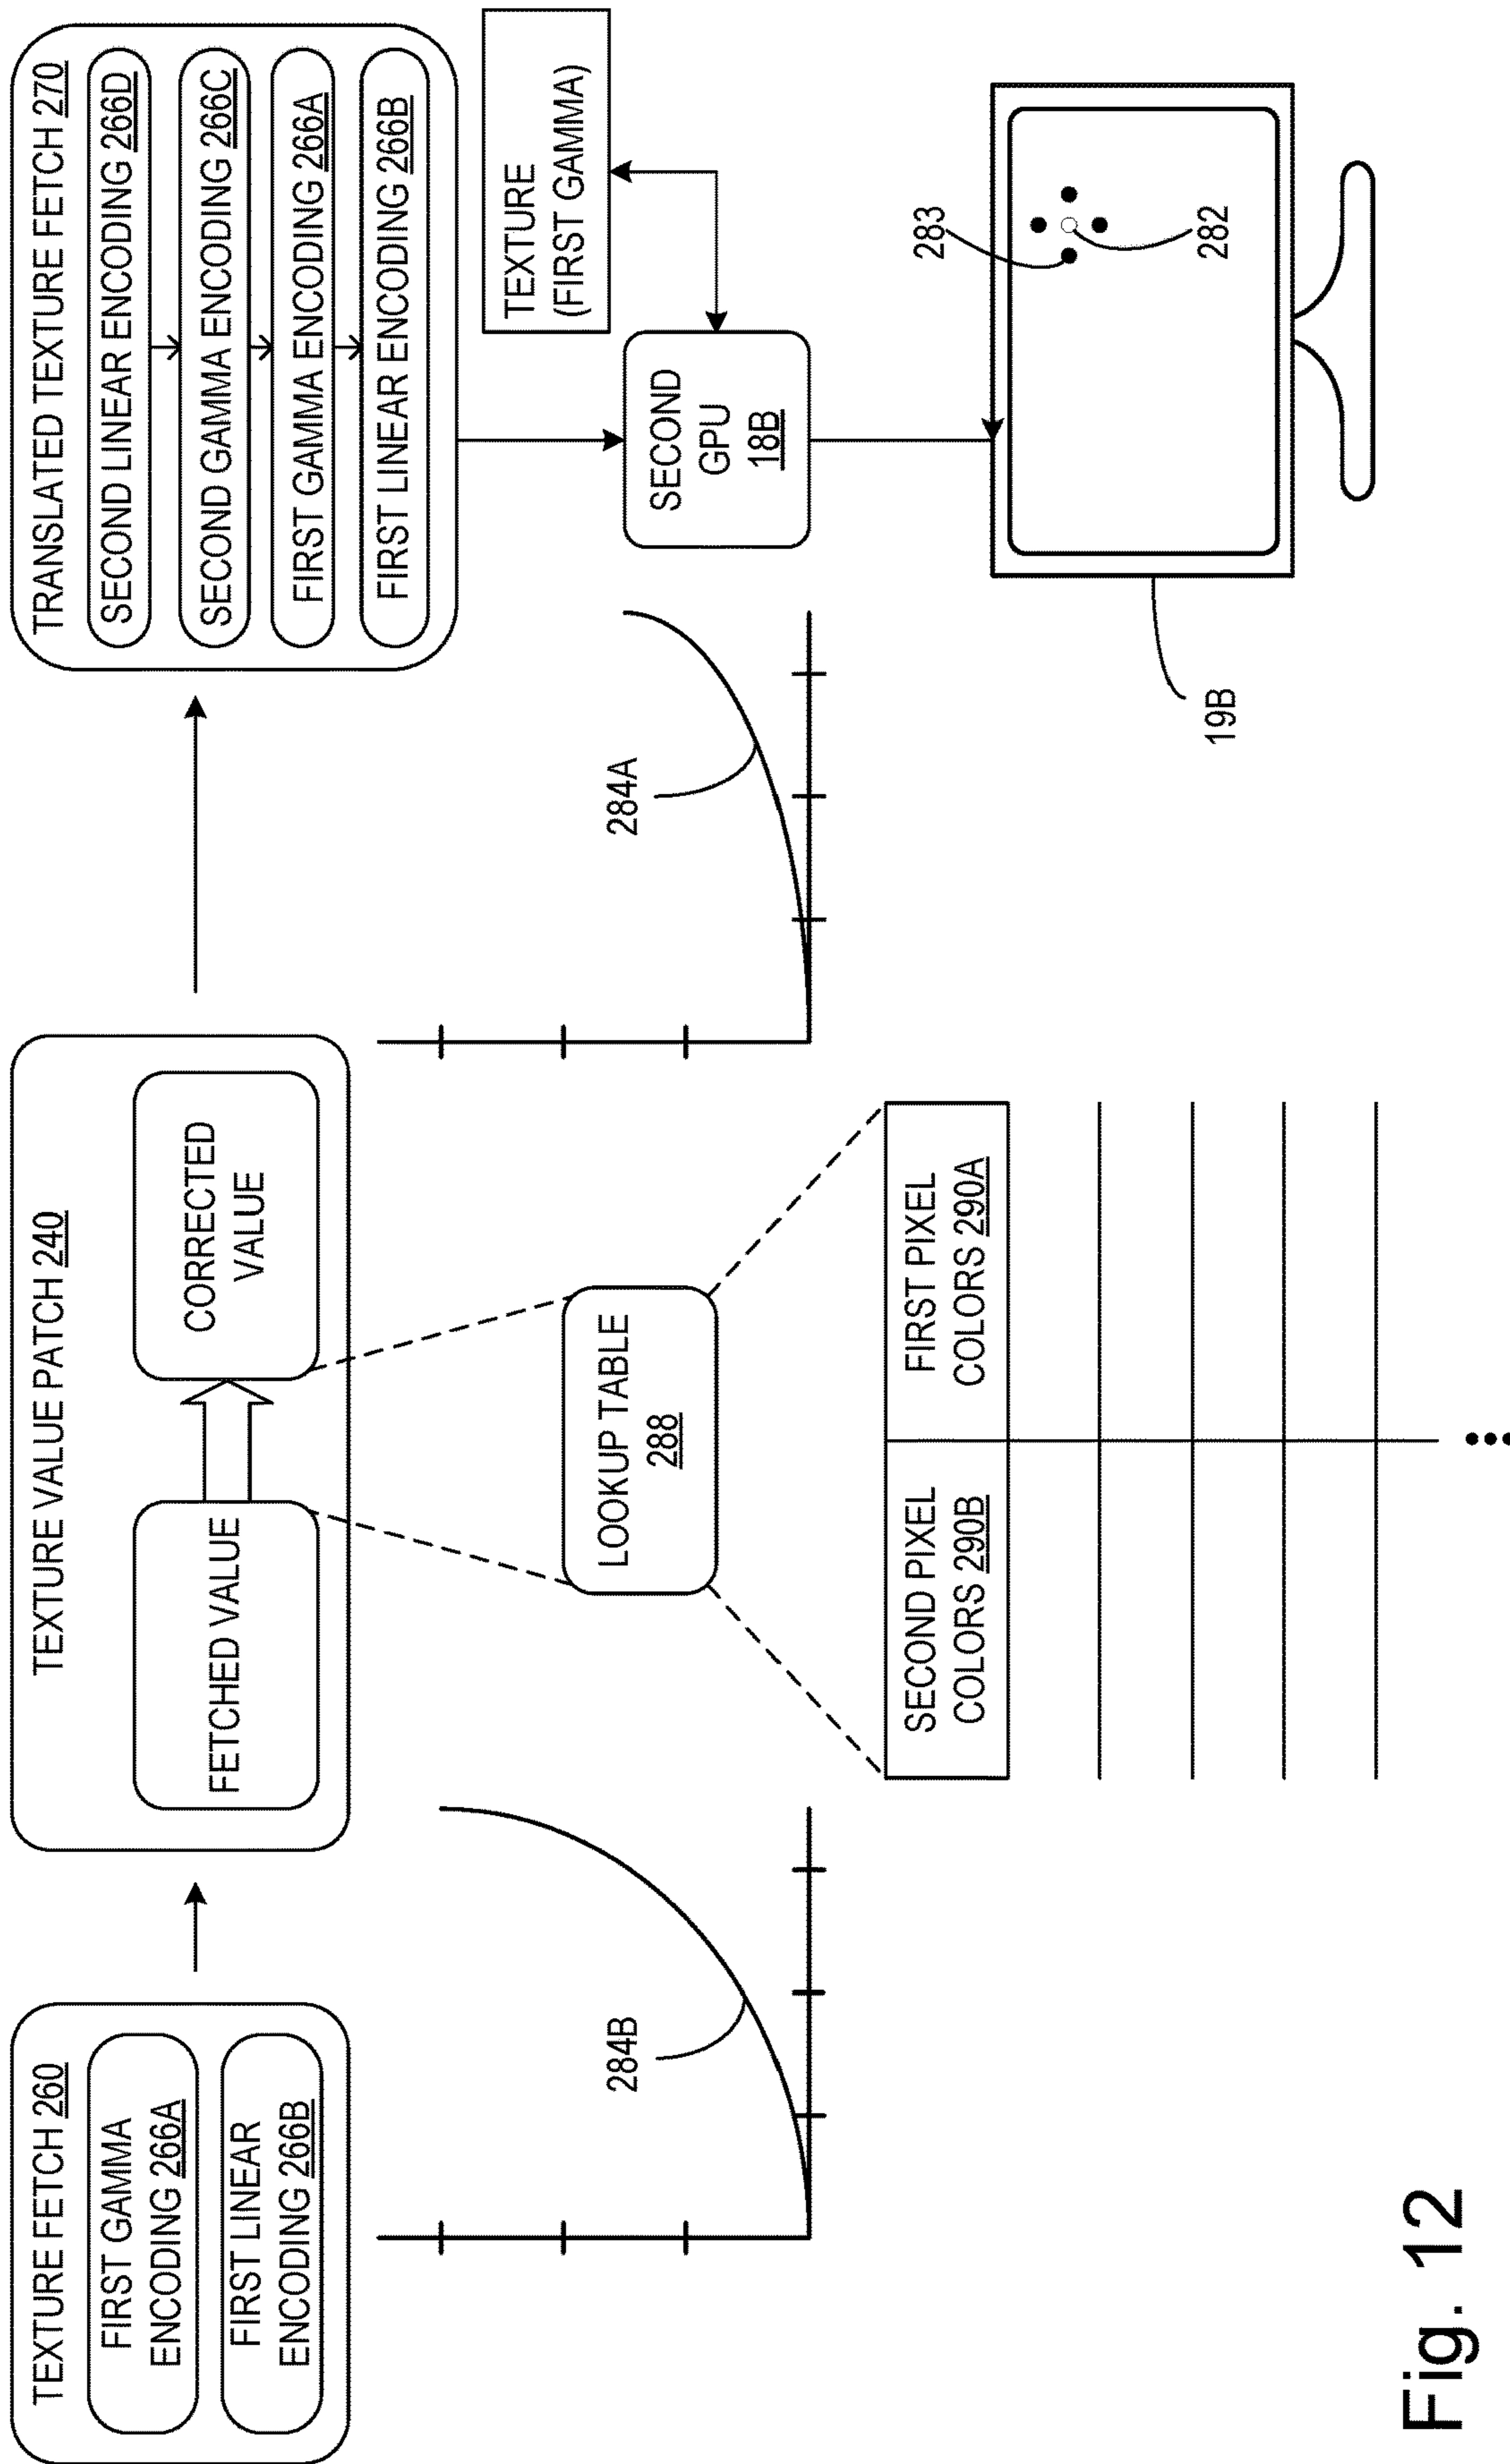 TEXTURE FETCH 260
FIRST GAMMA
ENCODING 266A
FIRST LINEAR
ENCODING 266B
TEXTURE VALUE PATCH 240
FETCHED VALUE
CORRECTED
VALUE
TRANSLATED TEXTURE FETCH 270
SECOND LINEAR ENCODING 266D
SECOND GAMMA ENCODING 266C
FIRST GAMMA ENCODING 266A
FIRST LINEAR ENCODING 266B
284B
LOOKUP TABLE
288
284A
TEXTURE
(FIRST GAMMA)
SECOND
GPU
18B
SECOND PIXEL
COLORS 290B
FIRST PIXEL
COLORS 290A
283
282
19B
Fig. 12